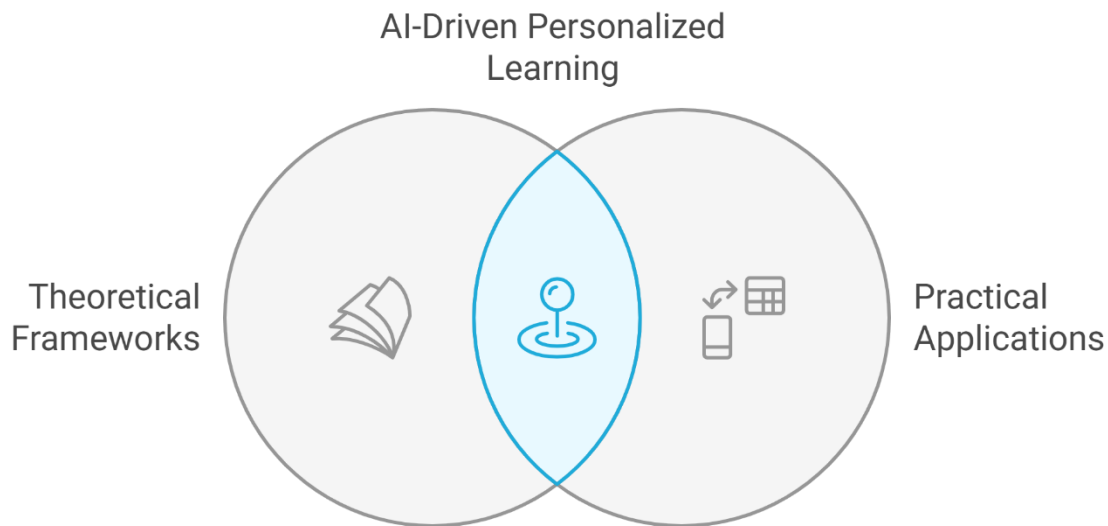 AI-Driven Personalized
Learning
Theoretical
Frameworks
Practical
Applications